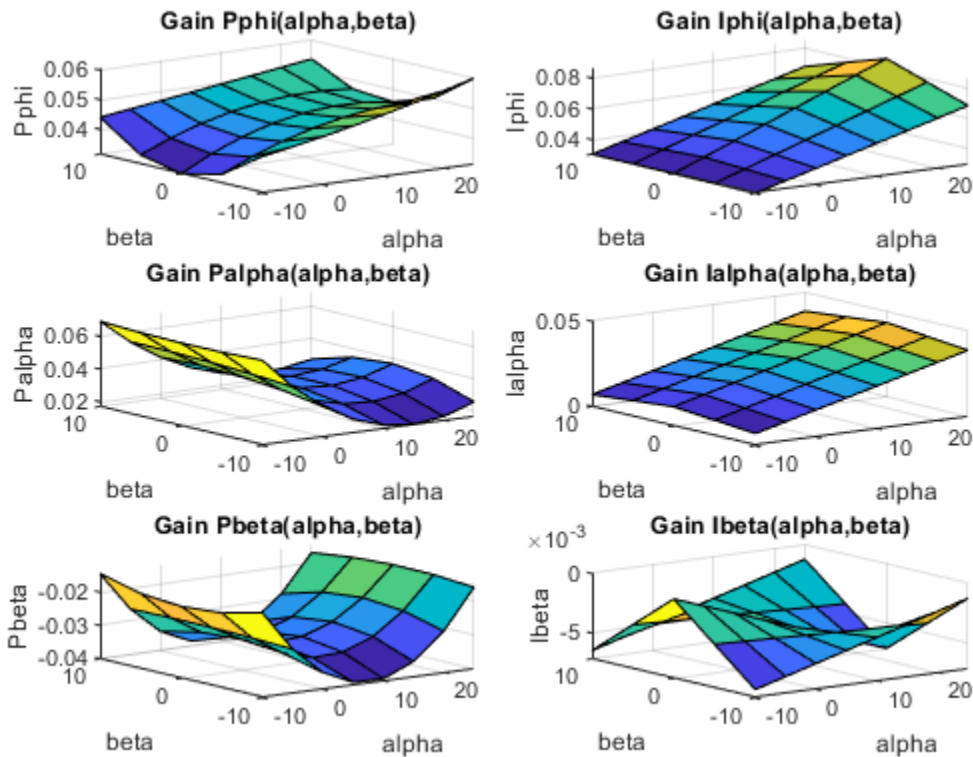 Gain Pphi(alpha,beta)
0.06
0.05
0.04
Pphi
10
0
-10
beta
-10
0
10
20
alpha
Gain Iphi(alpha,beta)
0.08
0.06
0.04
Iphi
10
0
-10
beta
-10
0
10
20
alpha
Gain Palpha(alpha,beta)
0.06
0.04
0.02
Palpha
10
0
-10
beta
-10
0
10
20
alpha
Gain Ialpha(alpha,beta)
0.05
0
Ialpha
10
0
-10
beta
-10
0
10
20
alpha
Gain Pbeta(alpha,beta)
-0.02
-0.03
-0.04
Pbeta
10
0
-10
beta
-10
0
10
20
alpha
Gain Ibeta(alpha,beta)
×10⁻³
0
-5
Ibeta
10
0
-10
beta
-10
0
10
20
alpha